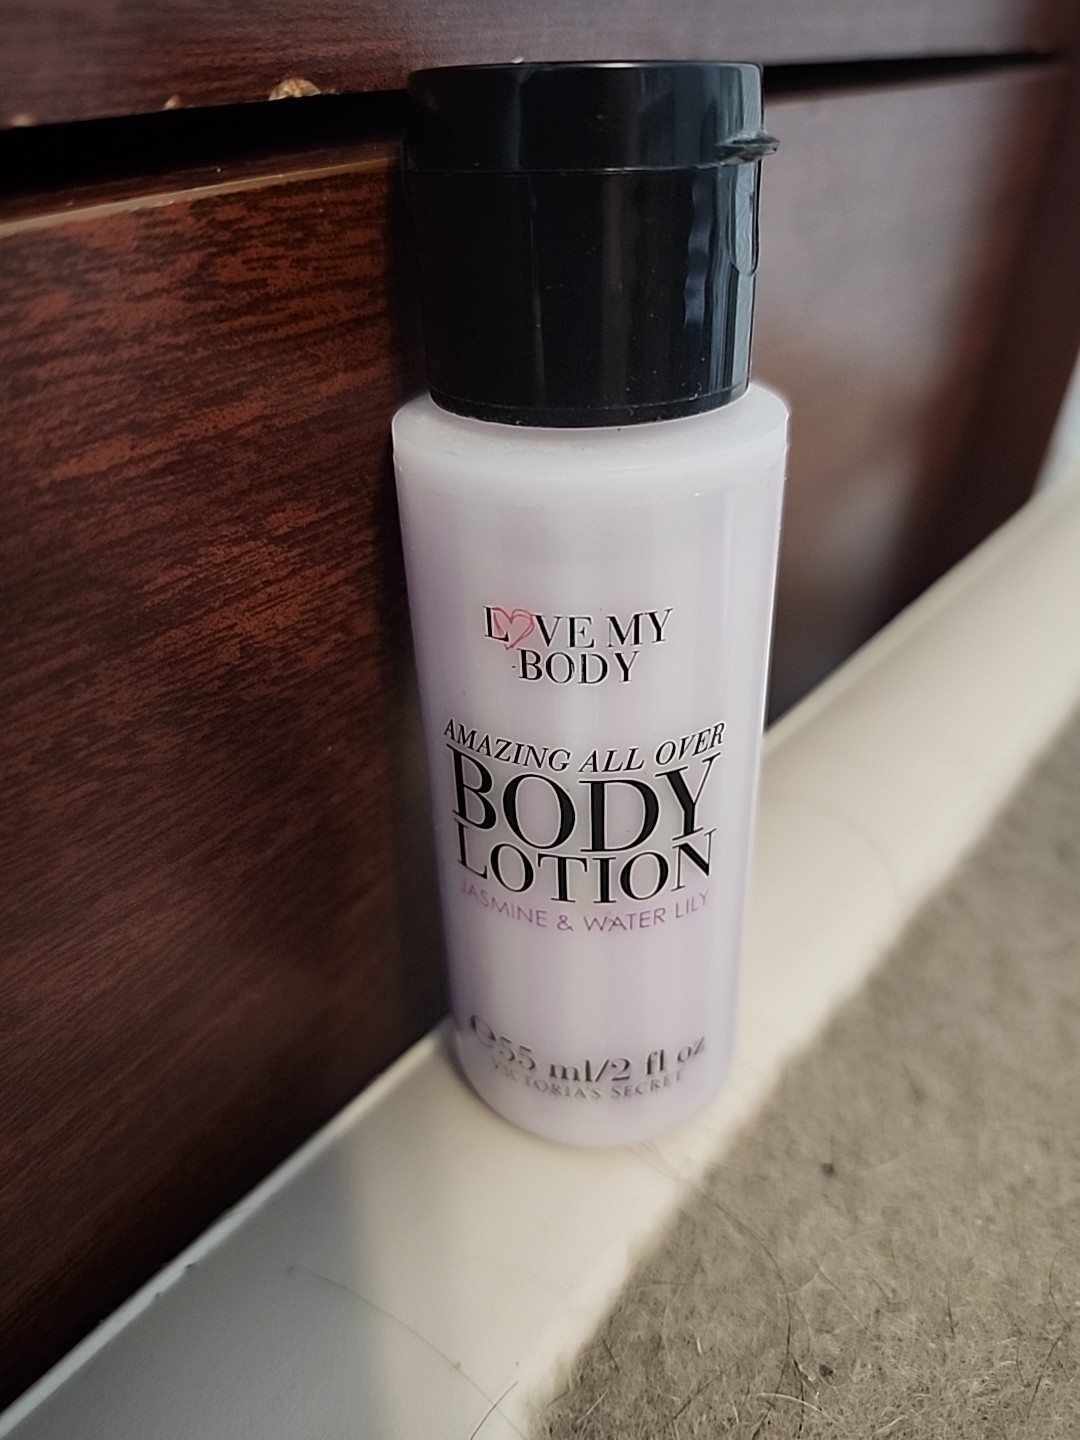 LOVE MY
BODY
AMAZING ALL OVER
BODY
LOTION
JASMINE & WATER LILY
℮55 ml/2 fl oz
VICTORIA'S SECRET